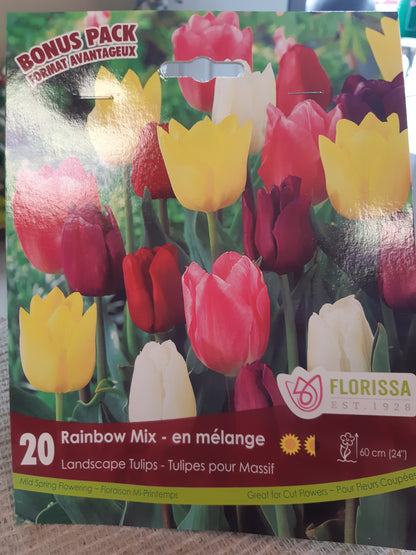 BONUS PACK
FORMAT AVANTAGEUX
FLORISSA
EST. 1928
20 Rainbow Mix - en mélange
Landscape Tulips - Tulipes pour Massif
60 cm (24")
Mid Spring Flowering - Floraison Mi-Printemps
Great for Cut Flowers - Pour Fleurs Coupées